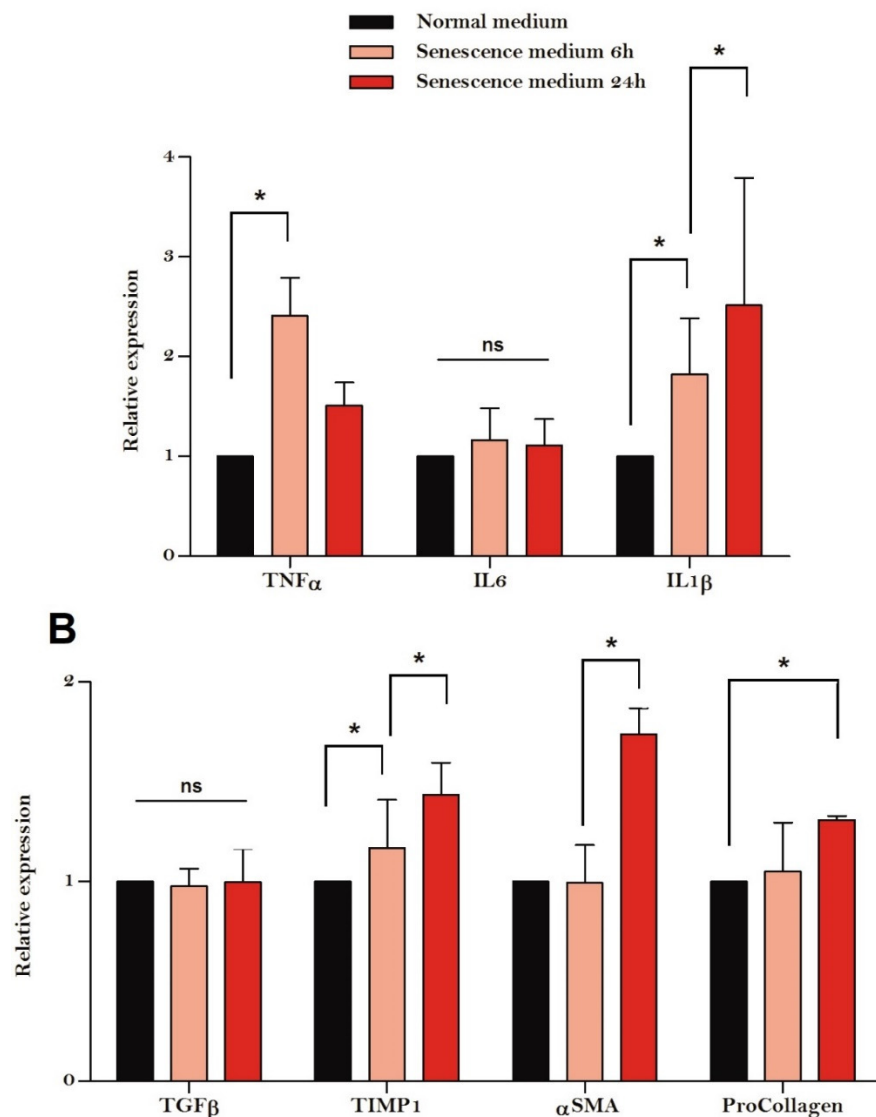 Normal medium
Senescence medium 6h
Senescence medium 24h
*
*
*
*
ns
Relative expression
4
3
2
1
0
TNFα IL6 IL1β
B
*
*
*
*
ns
Relative expression
2
1
0
TGFβ TIMP1 αSMA ProCollagen